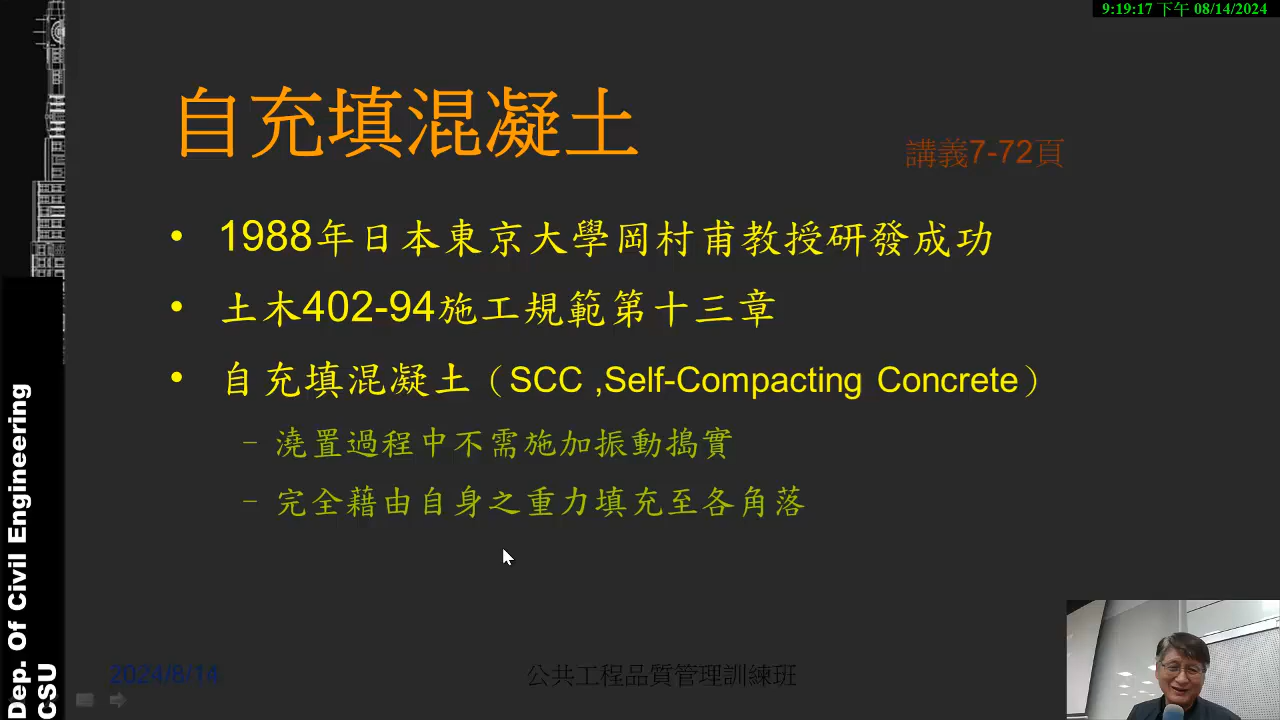 9:19:17 下午 08/14/2024
自充填混凝土
講義7-72頁
• 1988年日本東京大學岡村甫教授研發成功
• 土木402-94施工規範第十三章
• 自充填混凝土（SCC ,Self-Compacting Concrete）
– 澆置過程中不需施加振動搗實
– 完全藉由自身之重力填充至各角落
Dep. Of Civil Engineering
CSU
2024/8/14
公共工程品質管理訓練班